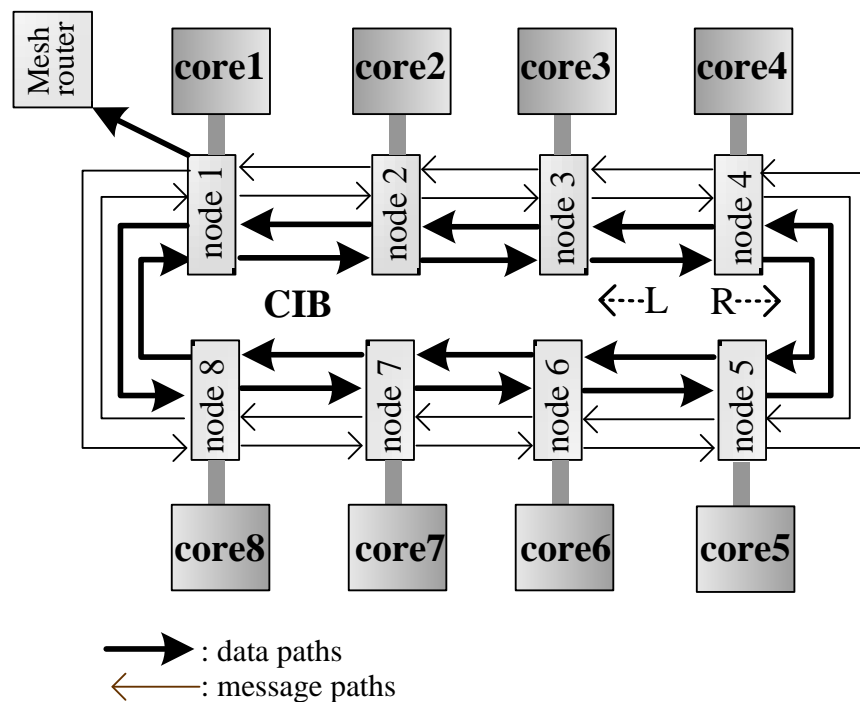 Mesh
router
core1
core2
core3
core4
node 1
node 2
node 3
node 4
CIB
L
R
node 8
node 7
node 6
node 5
core8
core7
core6
core5
: data paths
: message paths